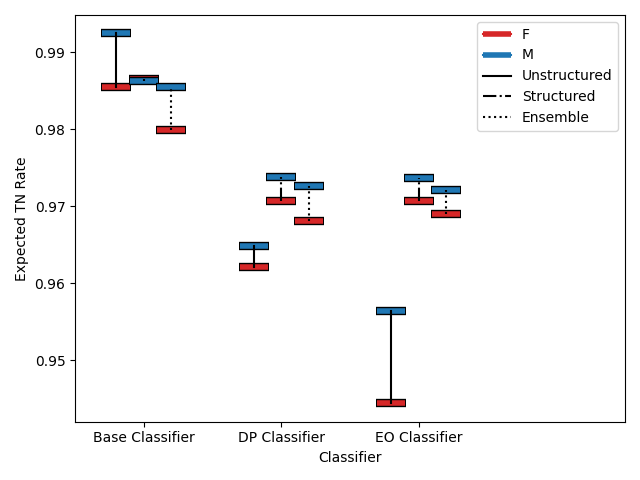 0.99
0.98
0.97
0.96
0.95
Expected TN Rate
F
M
Unstructured
Structured
Ensemble
Base Classifier DP Classifier EO Classifier
Classifier